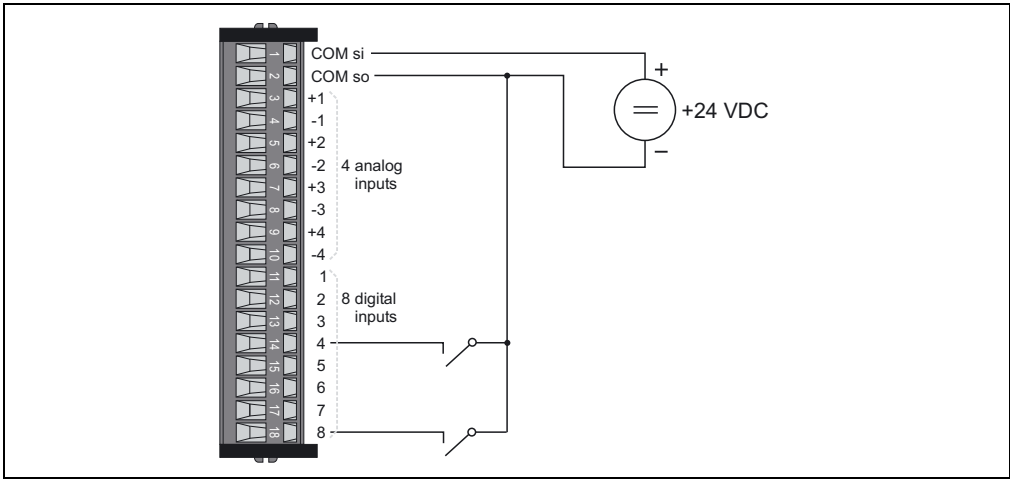 1 COM si
2 COM so
3 +1
4 -1
5 +2
6 -2
7 +3
8 -3
9 +4
10 -4
4 analog
inputs
11 1
12 2
13 3
14 4
15 5
16 6
17 7
18 8
8 digital
inputs
+
+24 VDC
−